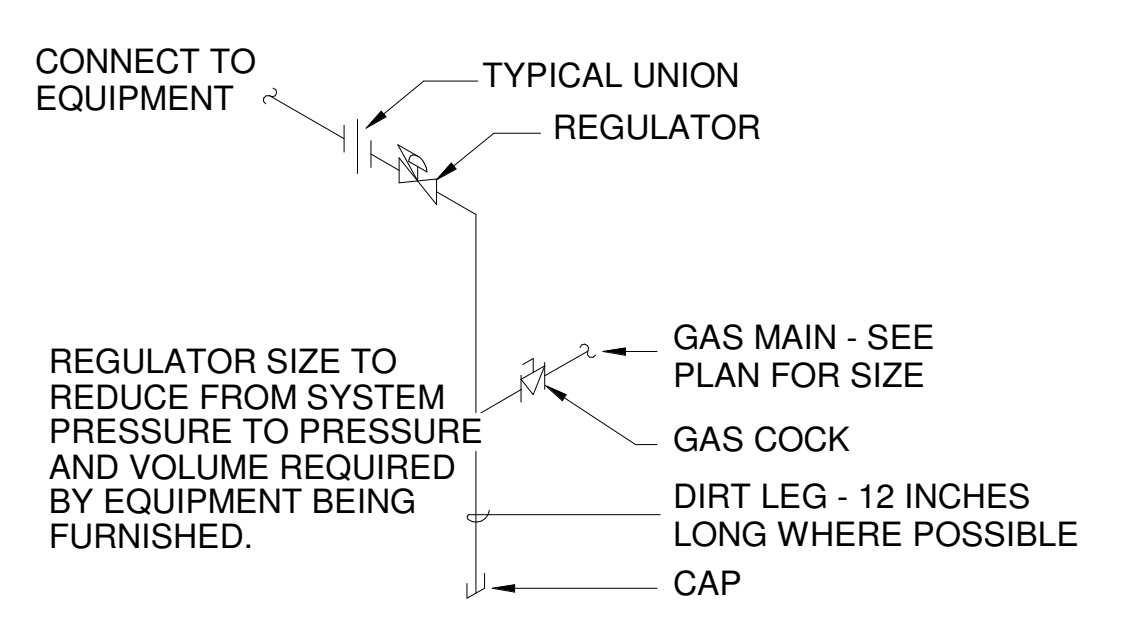 CONNECT TO
EQUIPMENT
TYPICAL UNION
REGULATOR
GAS MAIN - SEE
PLAN FOR SIZE
REGULATOR SIZE TO
REDUCE FROM SYSTEM
PRESSURE TO PRESSURE
AND VOLUME REQUIRED
BY EQUIPMENT BEING
FURNISHED.
GAS COCK
DIRT LEG - 12 INCHES
LONG WHERE POSSIBLE
CAP